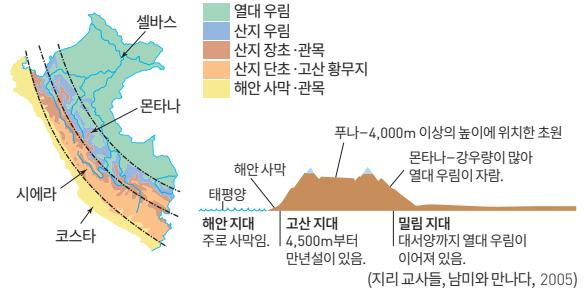 열대 우림
산지 우림
산지 장초·관목
산지 단초·고산 황무지
해안 사막·관목
셀바스
몬타나
시에라
코스타
푸나-4,000m 이상의 높이에 위치한 초원
몬타나-강우량이 많아
열대 우림이 자람.
해안 사막
태평양
해안 지대
주로 사막임.
고산 지대
4,500m부터
만년설이 있음.
밀림 지대
대서양까지 열대 우림이
이어져 있음.
(지리 교사들, 남미와 만나다, 2005)